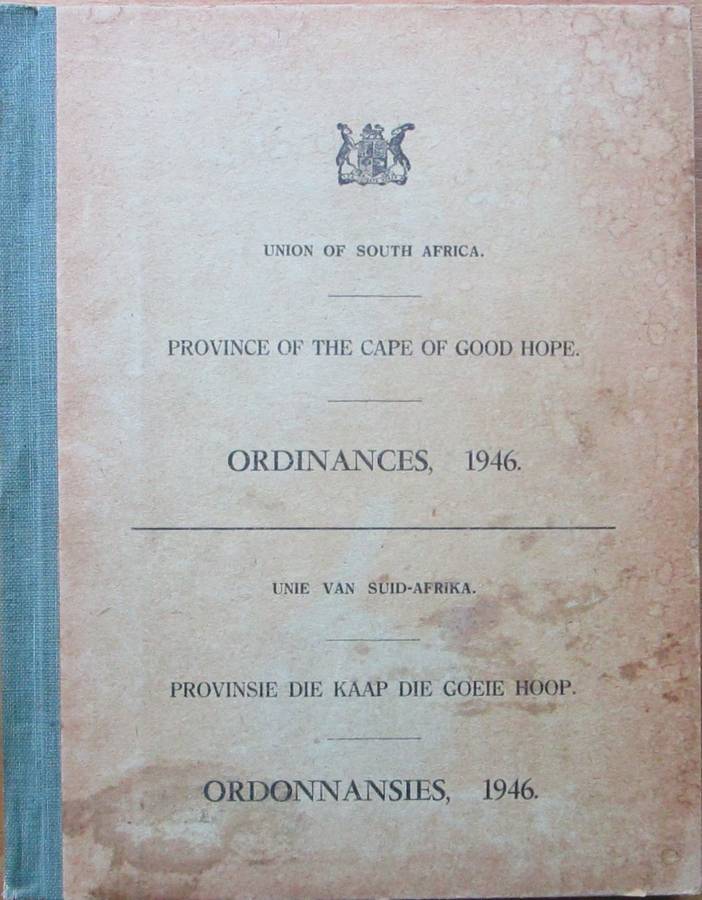 UNION OF SOUTH AFRICA.
PROVINCE OF THE CAPE OF GOOD HOPE.
ORDINANCES, 1946.
UNIE VAN SUID-AFRIKA.
PROVINSIE DIE KAAP DIE GOEIE HOOP.
ORDONNANSIES, 1946.